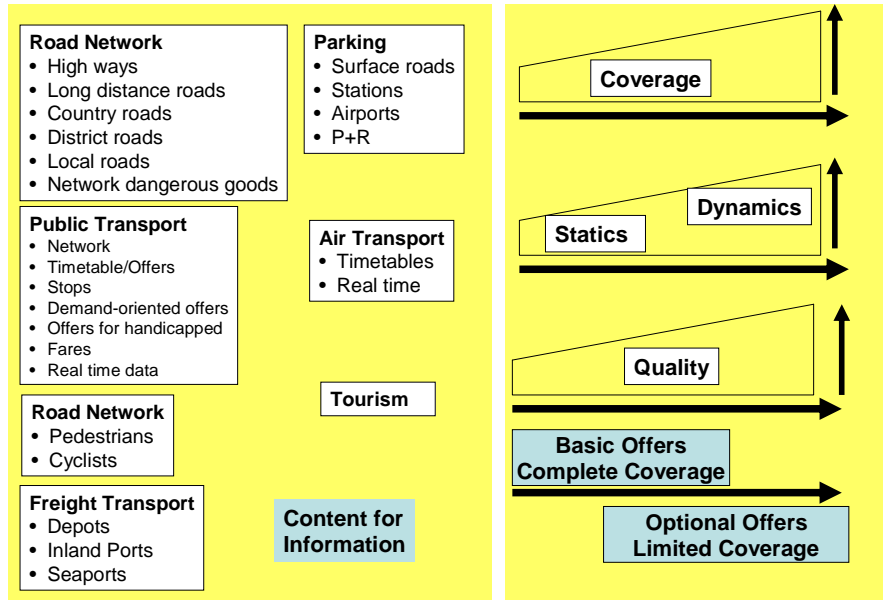 Road Network
• High ways
• Long distance roads
• Country roads
• District roads
• Local roads
• Network dangerous goods
Public Transport
• Network
• Timetable/Offers
• Stops
• Demand-oriented offers
• Offers for handicapped
• Fares
• Real time data
Road Network
• Pedestrians
• Cyclists
Freight Transport
• Depots
• Inland Ports
• Seaports
Parking
• Surface roads
• Stations
• Airports
• P+R
Air Transport
• Timetables
• Real time
Tourism
Content for
Information
Coverage
Dynamics
Statics
Quality
Basic Offers
Complete Coverage
Optional Offers
Limited Coverage